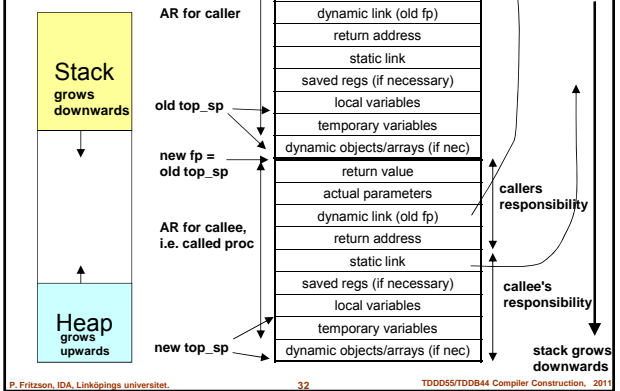 AR for caller
dynamic link (old fp)
return address
static link
saved regs (if necessary)
local variables
temporary variables
dynamic objects/arrays (if nec)
Stack
grows
downwards
old top_sp
new fp =
old top_sp
return value
actual parameters
dynamic link (old fp)
return address
static link
saved regs (if necessary)
local variables
temporary variables
dynamic objects/arrays (if nec)
callers
responsibility
AR for callee,
i.e. called proc
callee's
responsibility
Heap
grows
upwards
new top_sp
stack grows
downwards
P. Fritzson, IDA, Linköpings universitet.
32
TDDD55/TDDB44 Compiler Construction, 2011